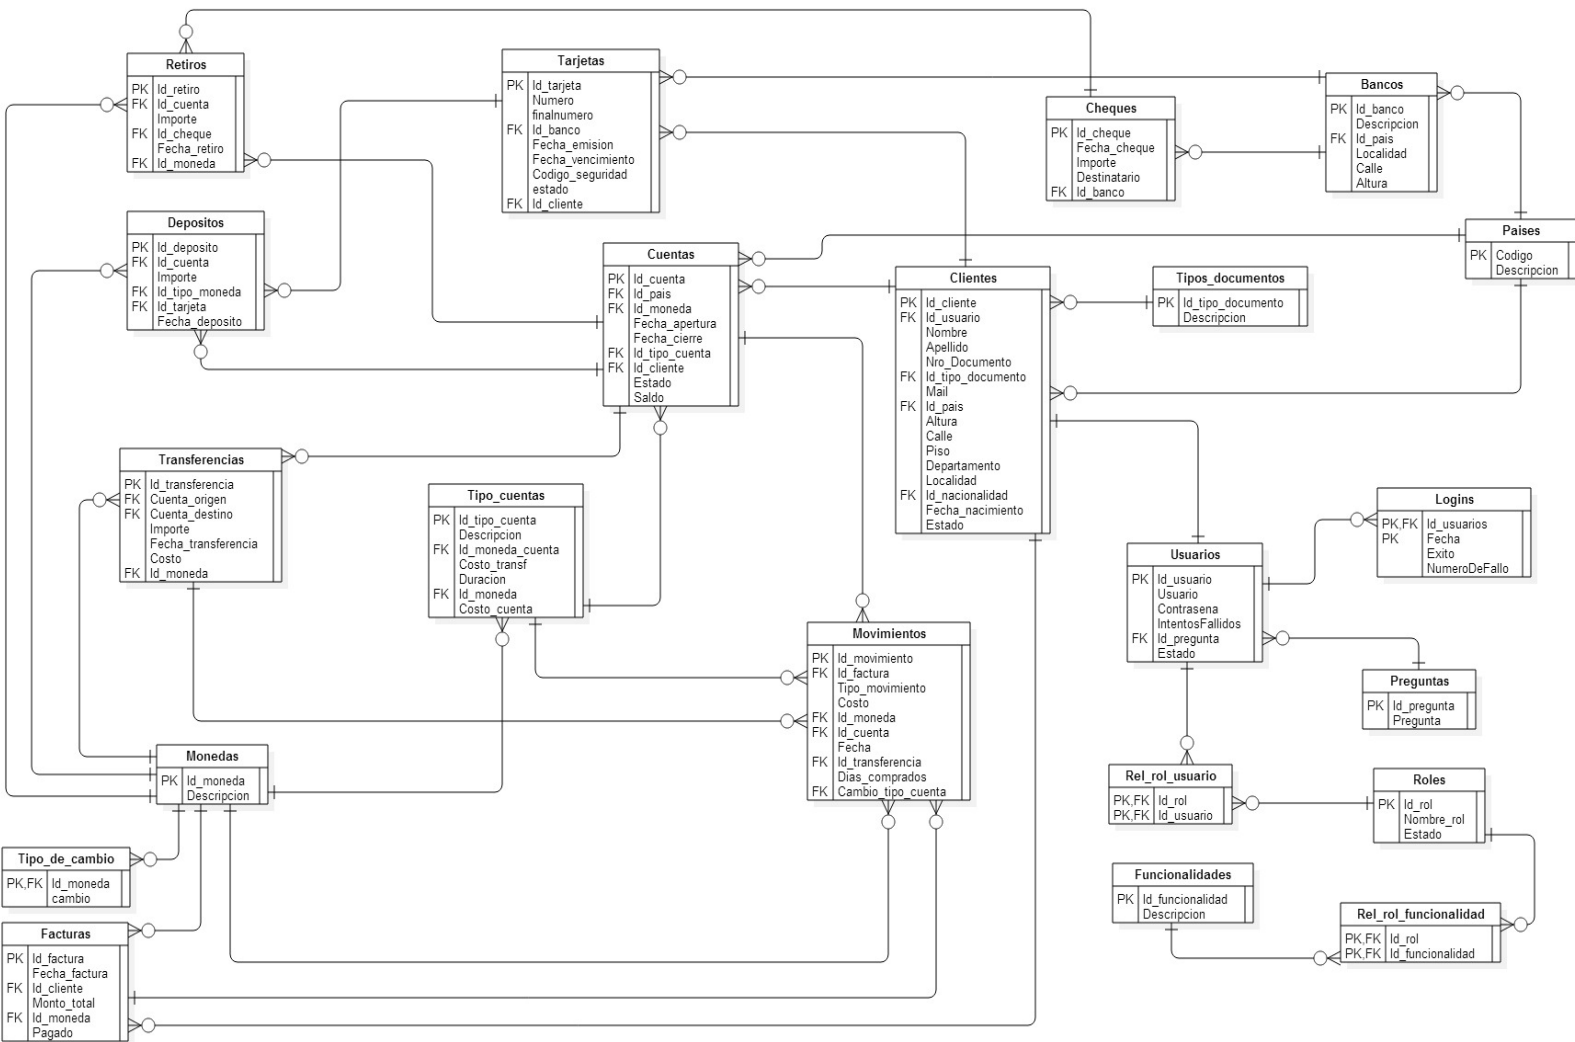 Retiros
PK Id_retiro
FK Id_cuenta
Importe
FK Id_cheque
Fecha_retiro
FK Id_moneda
Tarjetas
PK Id_tarjeta
Numero
finalnumero
FK Id_banco
Fecha_emision
Fecha_vencimiento
Codigo_seguridad
estado
FK Id_cliente
Cheques
PK Id_cheque
Fecha_cheque
Importe
Destinatario
FK Id_banco
Bancos
PK Id_banco
Descripcion
FK Id_pais
Localidad
Calle
Altura
Depositos
PK Id_deposito
FK Id_cuenta
Importe
FK Id_tipo_moneda
FK Id_tarjeta
Fecha_deposito
Cuentas
PK Id_cuenta
FK Id_pais
FK Id_moneda
Fecha_apertura
Fecha_cierre
FK Id_tipo_cuenta
FK Id_cliente
Estado
Saldo
Clientes
PK Id_cliente
FK Id_usuario
Nombre
Apellido
Nro_Documento
FK Id_tipo_documento
Mail
FK Id_pais
Altura
Calle
Piso
Departamento
Localidad
FK Id_nacionalidad
Fecha_nacimiento
Estado
Tipos_documentos
PK Id_tipo_documento
Descripcion
Paises
PK Codigo
Descripcion
Transferencias
PK Id_transferencia
FK Cuenta_origen
FK Cuenta_destino
Importe
Fecha_transferencia
Costo
FK Id_moneda
Tipo_cuentas
PK Id_tipo_cuenta
Descripcion
FK Id_moneda_cuenta
Costo_transf
Duracion
FK Id_moneda
Costo_cuenta
Logins
PK,FK Id_usuarios
PK Fecha
Exito
NumeroDeFallo
Usuarios
PK Id_usuario
Usuario
Contrasena
IntentosFallidos
FK Id_pregunta
Estado
Movimientos
PK Id_movimiento
FK Id_factura
Tipo_movimiento
Costo
FK Id_moneda
FK Id_cuenta
Fecha
FK Id_transferencia
Dias_comprados
FK Cambio_tipo_cuenta
Preguntas
PK Id_pregunta
Pregunta
Monedas
PK Id_moneda
Descripcion
Rel_rol_usuario
PK,FK Id_rol
PK,FK Id_usuario
Roles
PK Id_rol
Nombre_rol
Estado
Tipo_de_cambio
PK,FK Id_moneda
cambio
Funcionalidades
PK Id_funcionalidad
Descripcion
Rel_rol_funcionalidad
PK,FK Id_rol
PK,FK Id_funcionalidad
Facturas
PK Id_factura
Fecha_factura
FK Id_cliente
Monto_total
FK Id_moneda
Pagado